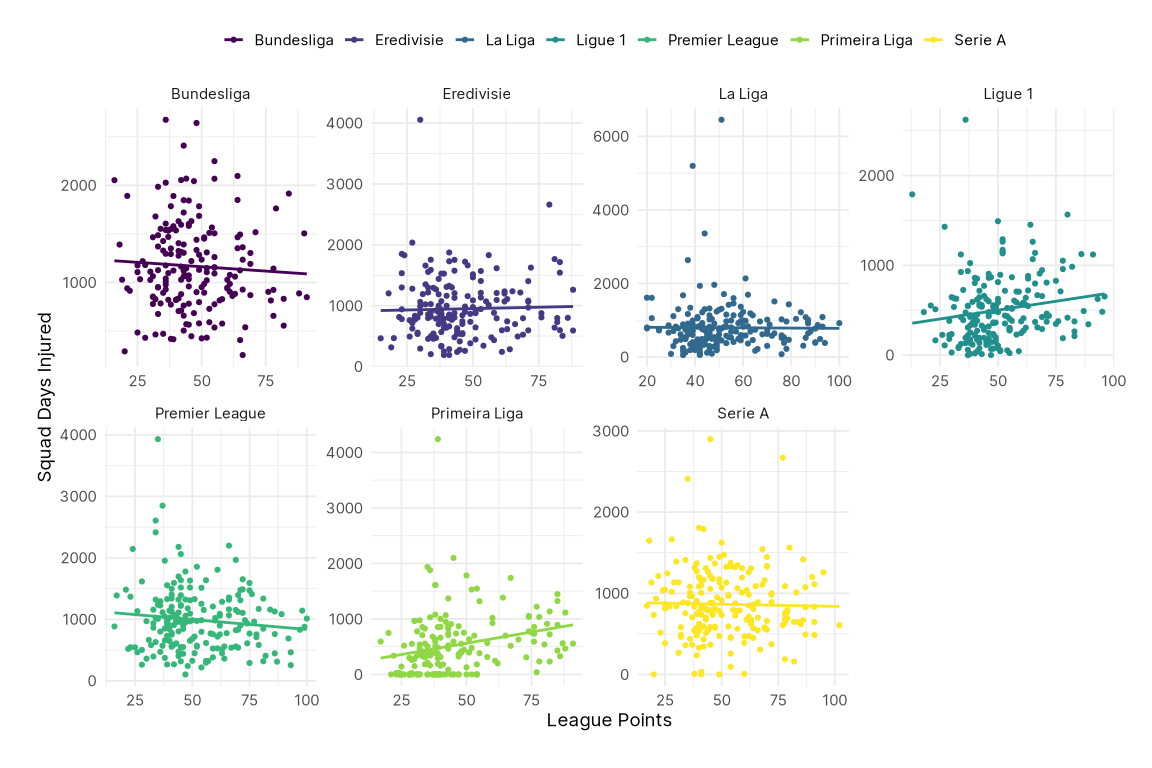 Bundesliga Eredivisie La Liga Ligue 1 Premier League Primeira Liga Serie A
Bundesliga
2000
1000
25 50 75
Eredivisie
4000
3000
2000
1000
0
25 50 75
La Liga
6000
4000
2000
0
20 40 60 80 100
Ligue 1
2000
1000
0
25 50 75 100
Premier League
4000
3000
2000
1000
0
25 50 75 100
Primeira Liga
4000
3000
2000
1000
0
25 50 75
Serie A
3000
2000
1000
0
25 50 75 100
Squad Days Injured
League Points